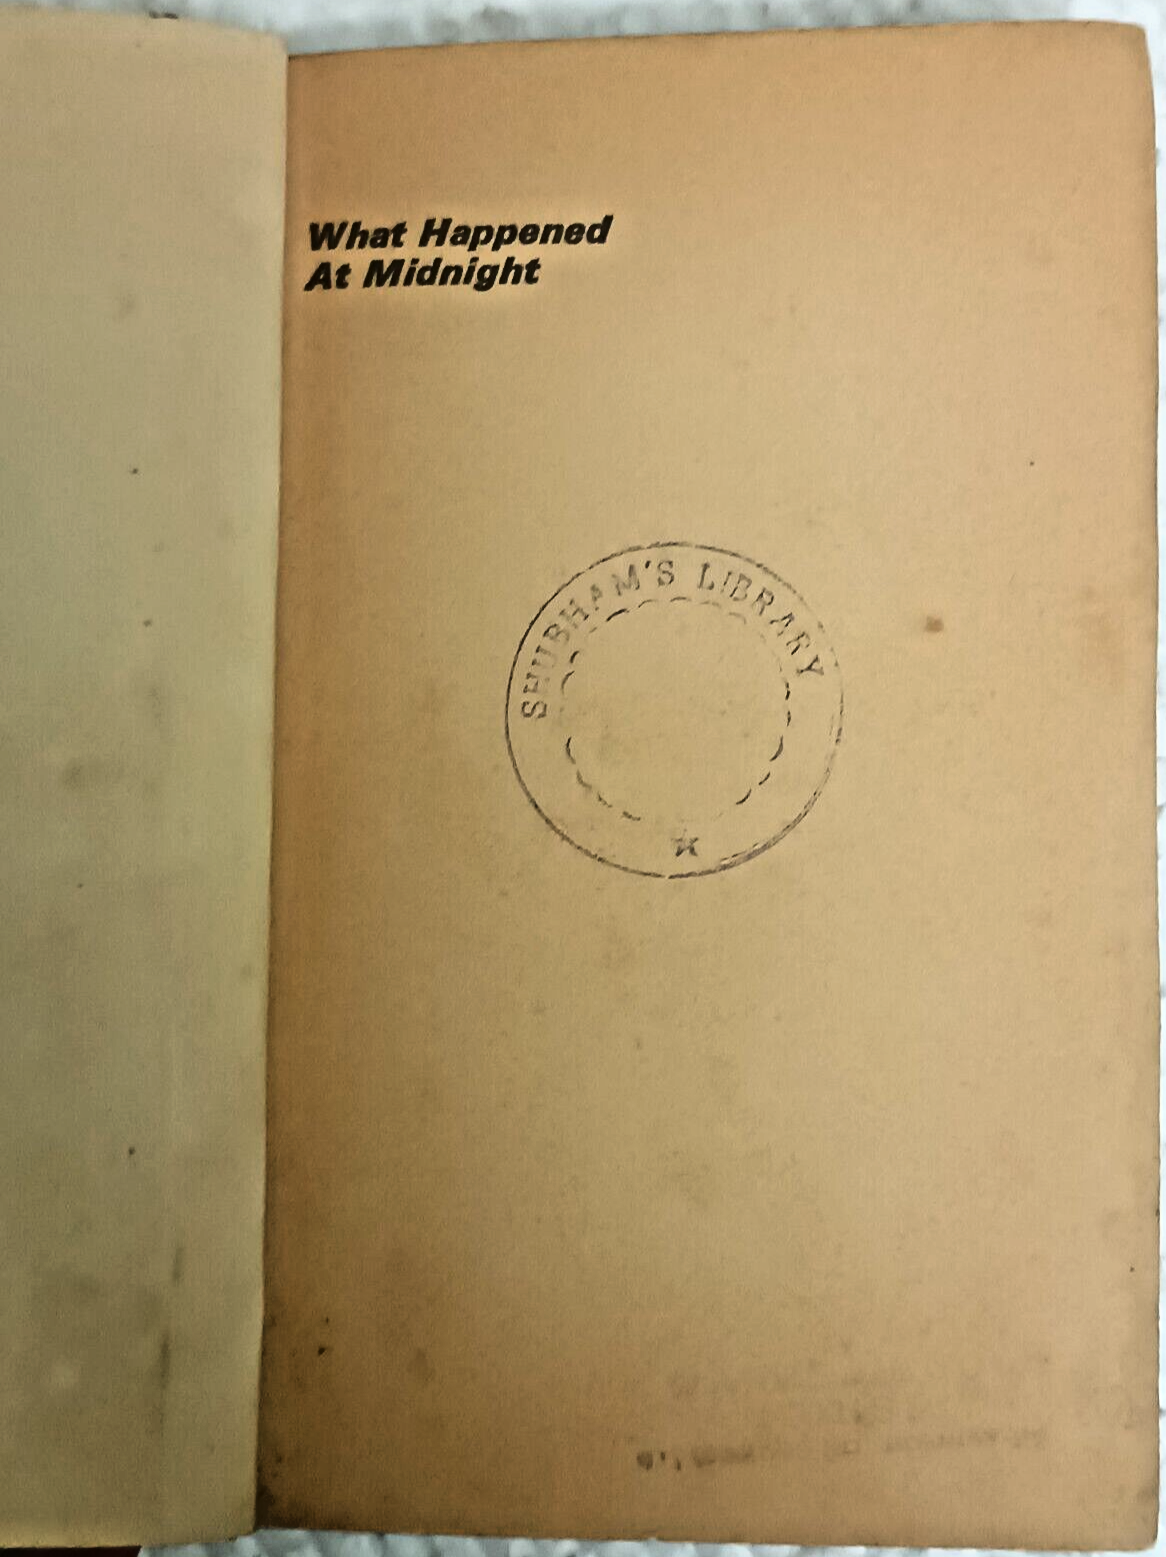 What Happened
At Midnight
SHUBHAM'S LIBRARY